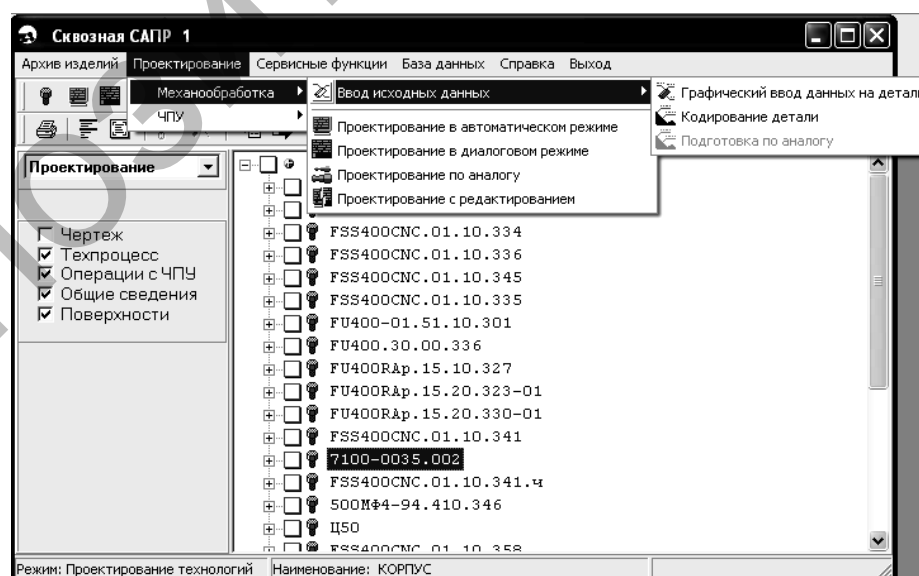 Сквозная САПР 1
Архив изделий Проектирование Сервисные функции База данных Справка Выход
Механообработка
ЧПУ
Ввод исходных данных
Проектирование в автоматическом режиме
Проектирование в диалоговом режиме
Проектирование по аналогу
Проектирование с редактированием
Графический ввод данных на детал
Кодирование детали
Подготовка по аналогу
Проектирование
Чертеж
Техпроцесс
Операции с ЧПУ
Общие сведения
Поверхности
FSS400CNC.01.10.334
FSS400CNC.01.10.336
FSS400CNC.01.10.345
FSS400CNC.01.10.335
FU400-01.51.10.301
FU400.30.00.336
FU400RAp.15.10.327
FU400RAp.15.20.323-01
FU400RAp.15.20.330-01
FSS400CNC.01.10.341
7100-0035.002
FSS400CNC.01.10.341.ч
500МФ4-94.410.346
Ц50
FSS400CNC.01.10.358
Режим: Проектирование технологий Наименование: КОРПУС